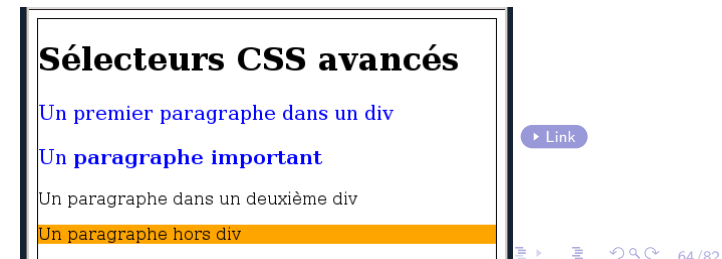 Sélecteurs CSS avancés
Un premier paragraphe dans un div
Un paragraphe important
Un paragraphe dans un deuxième div
Un paragraphe hors div
Link
64/82